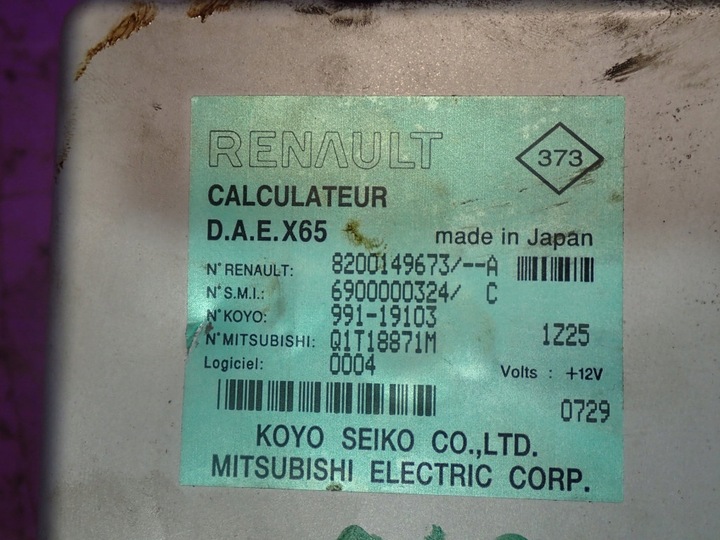 RENAULT
373
CALCULATEUR
D.A.E.X65
made in Japan
N° RENAULT: 8200149673/--A
N° S.M.I.: 6900000324/ C
N° KOYO: 991-19103
1Z25
N° MITSUBISHI: Q1T18871M
Logiciel: 0004
Volts : +12V
0729
KOYO SEIKO CO.,LTD.
MITSUBISHI ELECTRIC CORP.